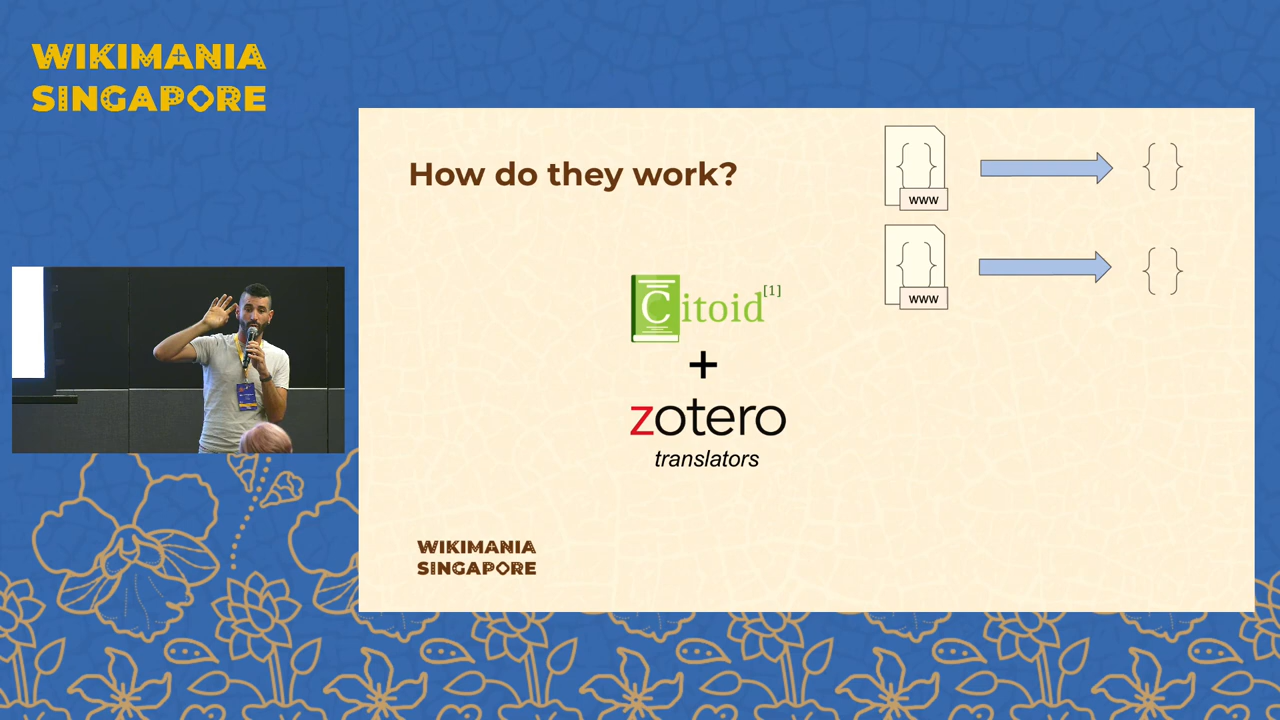 WIKIMANIA
SINGAPORE
How do they work?
www
www
Citoid[1]
+
zotero
translators
WIKIMANIA
SINGAPORE